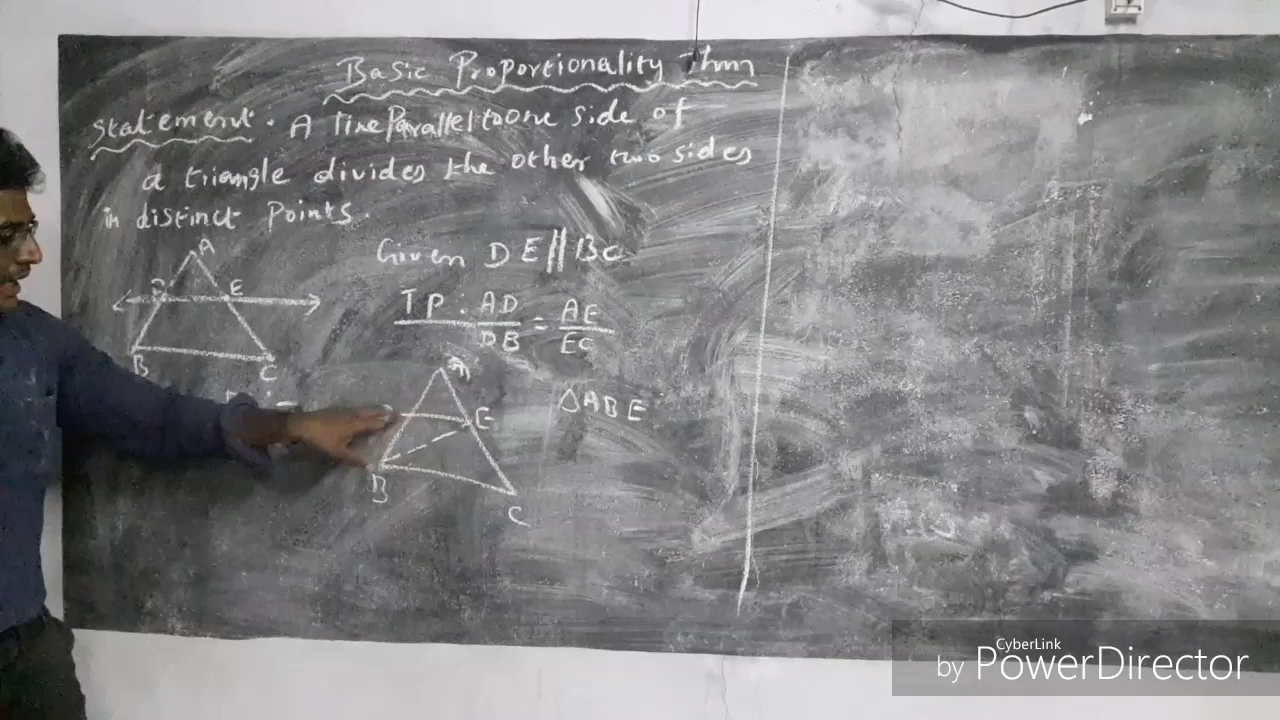 Basic Proportionality Thm
Statement. A line Parallel to one side of
a triangle divides the other two sides
in distinct Points.
Given DE || BC
TP : AD/DB = AE/EC
A
D E
B C
A
E
B
C
△ABE
CyberLink
by PowerDirector